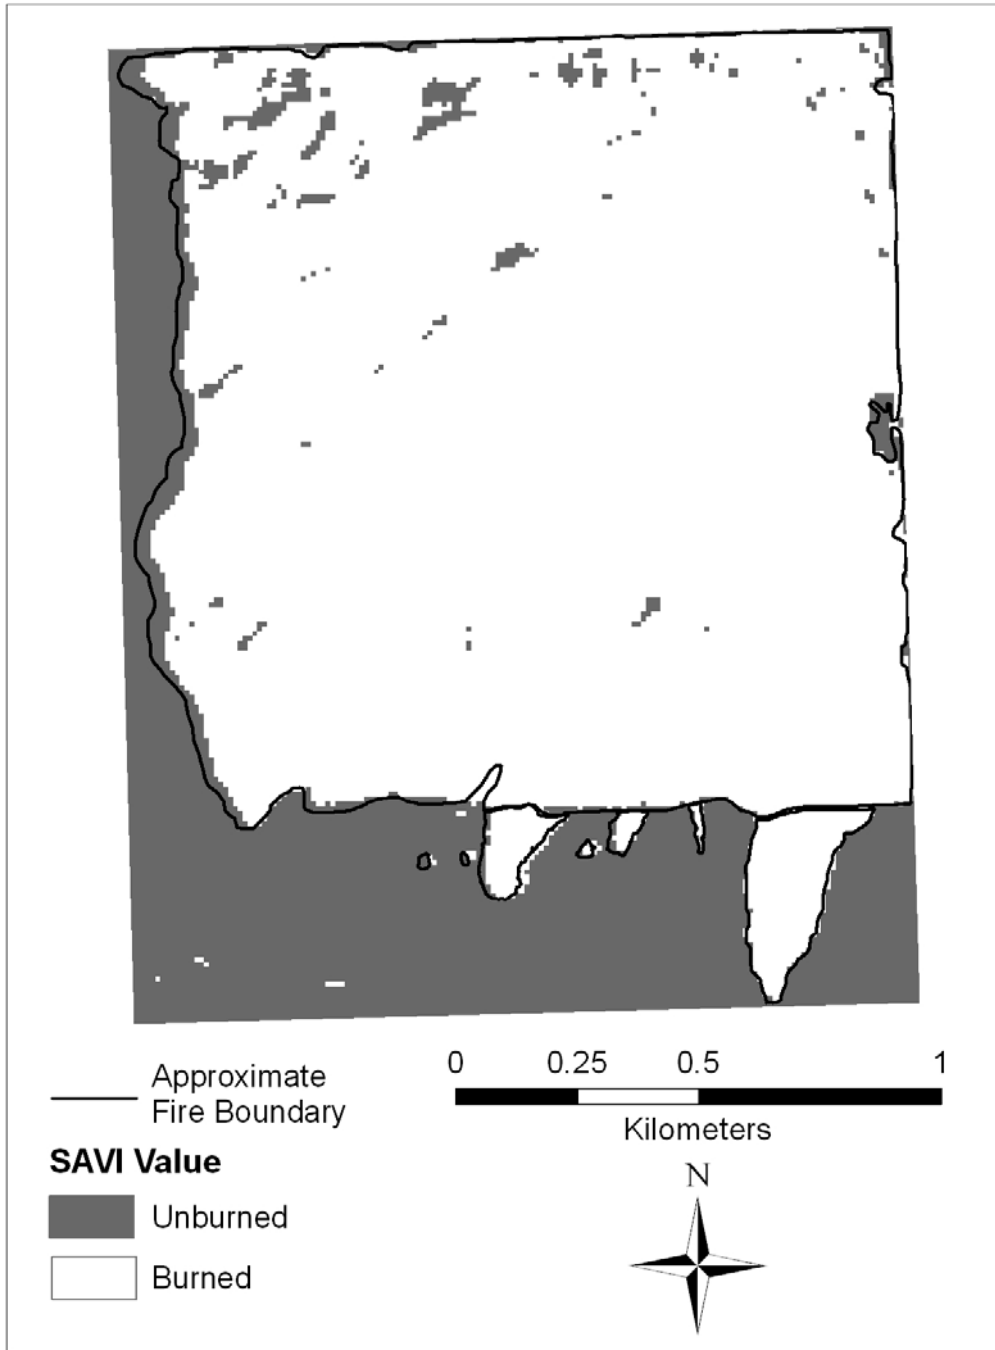 Approximate
Fire Boundary
0 0.25 0.5 1
Kilometers
SAVI Value
Unburned
Burned
N